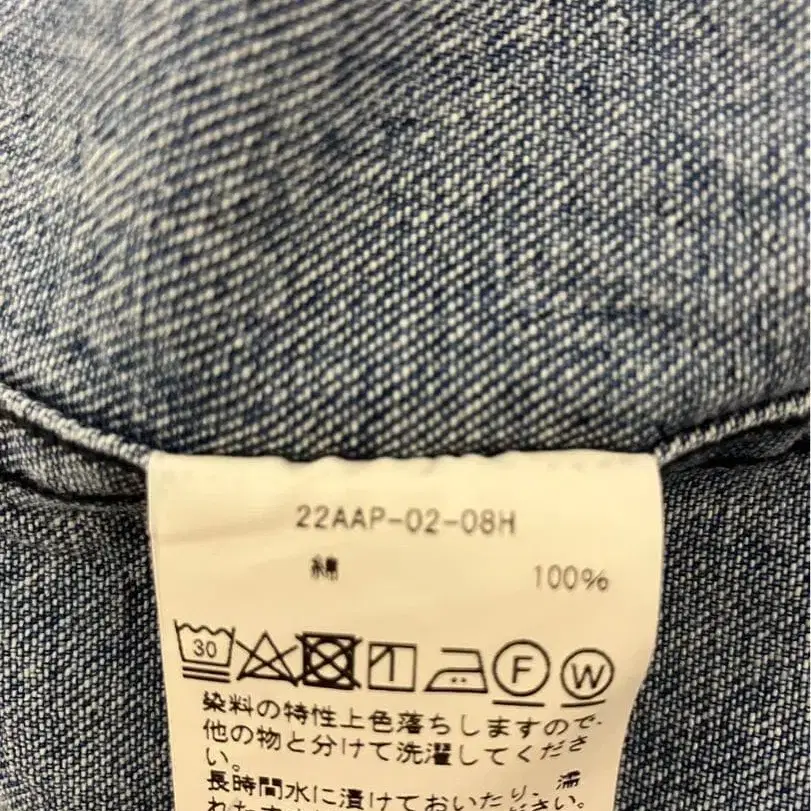 22AAP-02-08H
綿 100%
30 F W
染料の特性上色落ちしますので、
他の物と分けて洗濯してくださ
い。
長時間水に漬けておいたり、濡